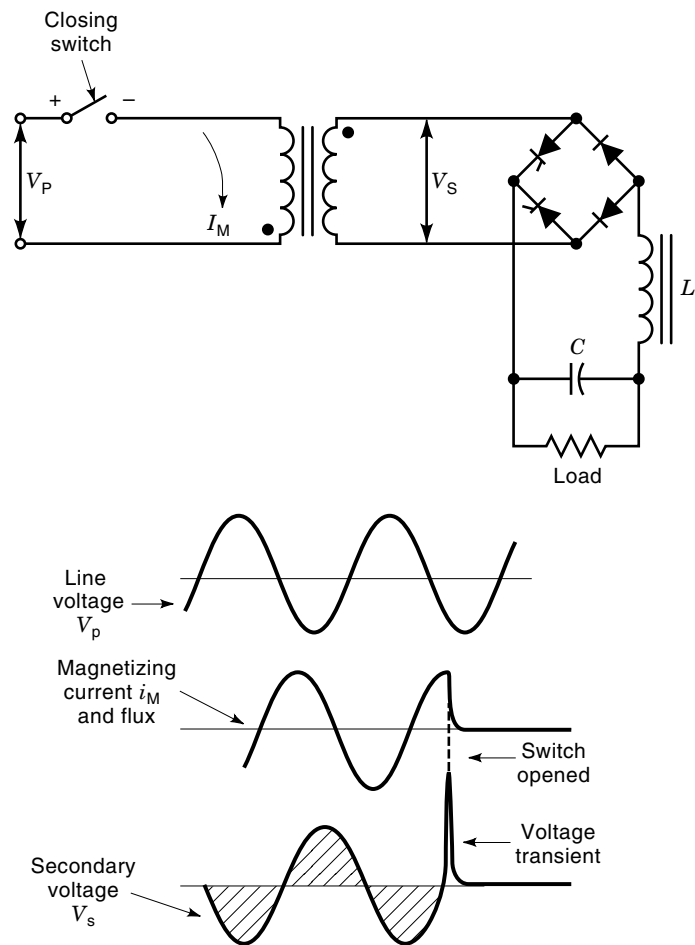 Closing
switch
+ −
V_P
I_M
V_S
L
C
Load
Line
voltage
V_p
Magnetizing
current i_M
and flux
Switch
opened
Voltage
transient
Secondary
voltage
V_s